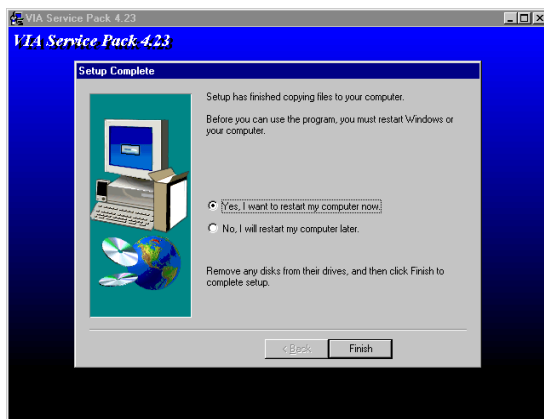 VIA Service Pack 4.23
VIA Service Pack 4.23
Setup Complete
Setup has finished copying files to your computer.
Before you can use the program, you must restart Windows or
your computer.
Yes, I want to restart my computer now.
No, I will restart my computer later.
Remove any disks from their drives, and then click Finish to
complete setup.
< Back
Finish